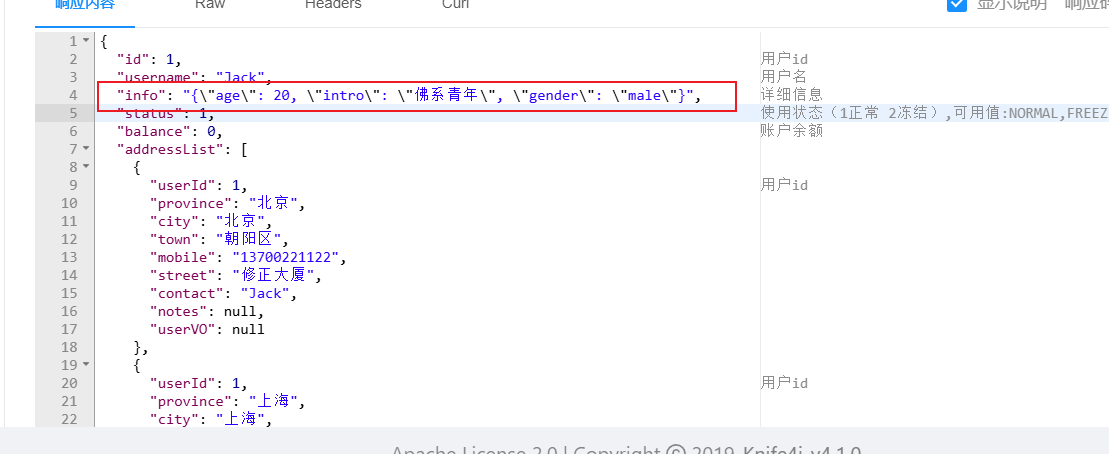 响应内容 Raw Headers Curl 显示说明 响应码
1 {
2 "id": 1, 用户id
3 "username": "Jack", 用户名
4 "info": "{\"age\": 20, \"intro\": \"佛系青年\", \"gender\": \"male\"}", 详细信息
5 "status": 1, 使用状态（1正常 2冻结）,可用值:NORMAL,FREEZ
6 "balance": 0, 账户余额
7 "addressList": [
8 {
9 "userId": 1, 用户id
10 "province": "北京",
11 "city": "北京",
12 "town": "朝阳区",
13 "mobile": "13700221122",
14 "street": "修正大厦",
15 "contact": "Jack",
16 "notes": null,
17 "userVO": null
18 },
19 {
20 "userId": 1, 用户id
21 "province": "上海",
22 "city": "上海",
Apache License 2.0 | Copyright © 2019-Knife4j-v4.1.0